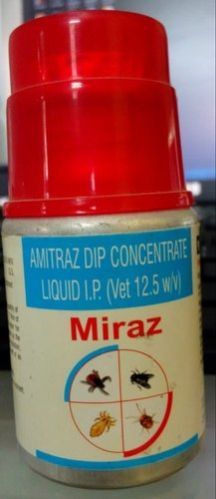 AMITRAZ DIP CONCENTRATE
LIQUID I.P. (Vet 12.5 w/v)
Miraz